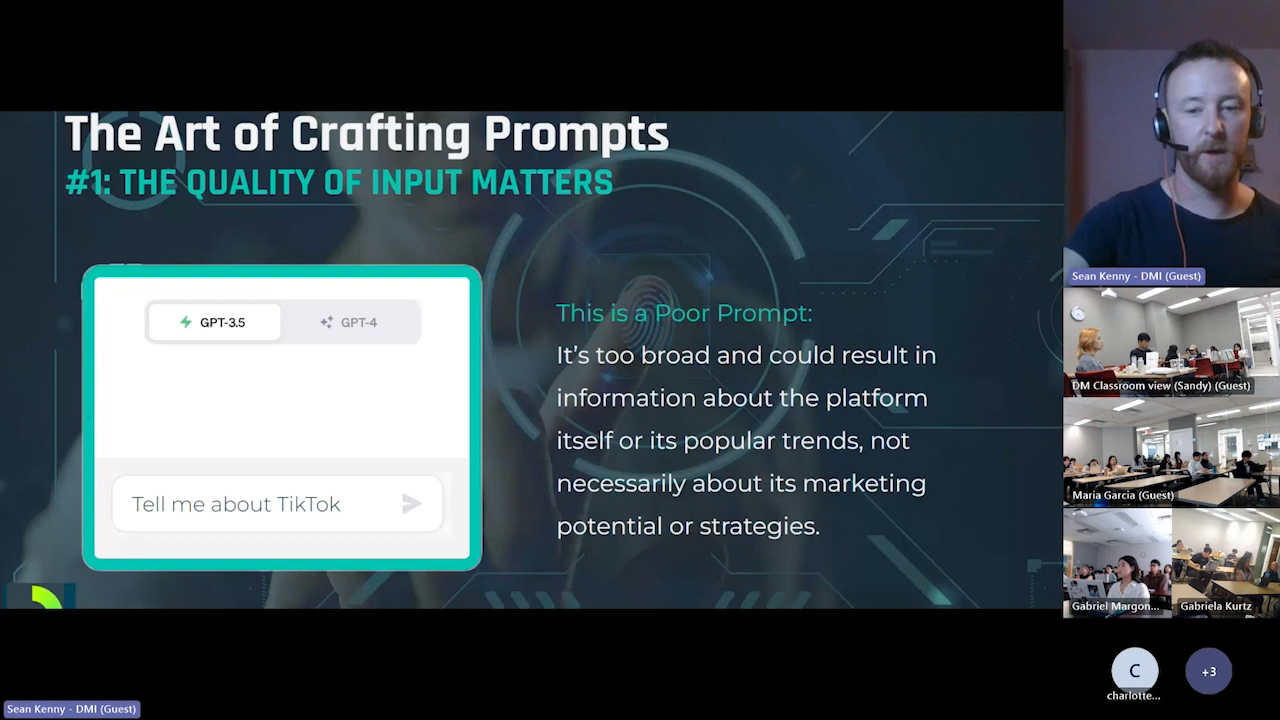 The Art of Crafting Prompts
#1: THE QUALITY OF INPUT MATTERS
GPT-3.5
GPT-4
Tell me about TikTok
This is a Poor Prompt:
It's too broad and could result in
information about the platform
itself or its popular trends, not
necessarily about its marketing
potential or strategies.
Sean Kenny - DMI (Guest)
DM Classroom view (Sandy) (Guest)
Maria Garcia (Guest)
Gabriel Margon...
Gabriela Kurtz
C
charlotte...
+3
Sean Kenny - DMI (Guest)